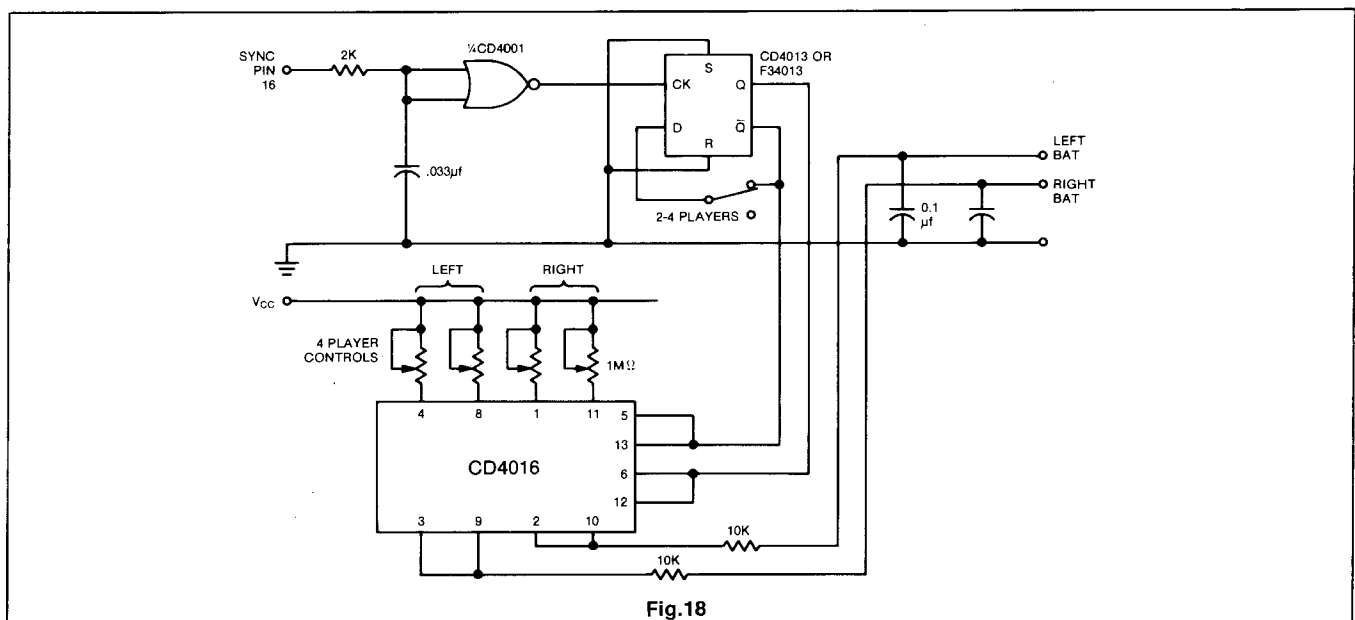 SYNC
PIN
16
2K
¼CD4001
.033µf
CD4013 OR
F34013
S
CK
Q
D
Q̅
R
2-4 PLAYERS
LEFT
BAT
RIGHT
BAT
0.1
µf
VCC
LEFT
RIGHT
4 PLAYER
CONTROLS
1MΩ
4
8
1
11
5
13
6
12
CD4016
3
9
2
10
10K
10K
Fig.18